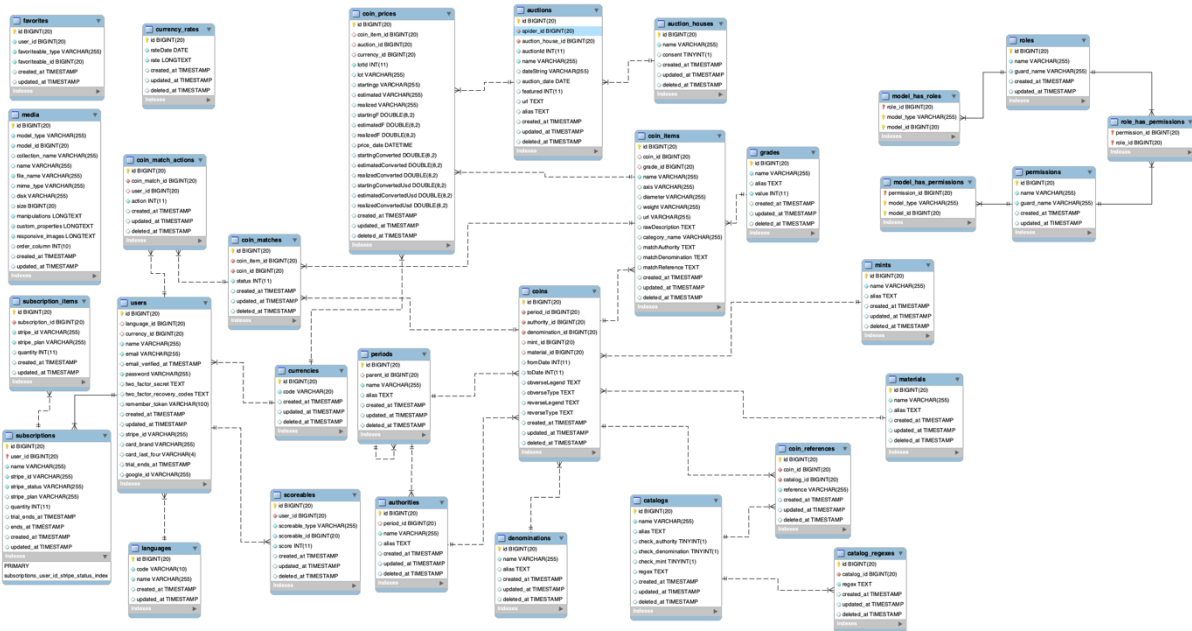 favorites
id BIGINT(20)
user_id BIGINT(20)
favoriteable_type VARCHAR(255)
favoriteable_id BIGINT(20)
created_at TIMESTAMP
updated_at TIMESTAMP
Indexes
currency_rates
id BIGINT(20)
rateDate DATE
rate LONGTEXT
created_at TIMESTAMP
updated_at TIMESTAMP
deleted_at TIMESTAMP
Indexes
coin_prices
id BIGINT(20)
coin_item_id BIGINT(20)
auction_id BIGINT(20)
currency_id BIGINT(20)
lotId INT(11)
lot VARCHAR(255)
startingp VARCHAR(255)
estimated VARCHAR(255)
realized VARCHAR(255)
startingF DOUBLE(8,2)
estimatedF DOUBLE(8,2)
realizedF DOUBLE(8,2)
price_date DATETIME
startingConverted DOUBLE(8,2)
estimatedConverted DOUBLE(8,2)
realizedConverted DOUBLE(8,2)
startingConvertedUsd DOUBLE(8,2)
estimatedConvertedUsd DOUBLE(8,2)
realizedConvertedUsd DOUBLE(8,2)
created_at TIMESTAMP
updated_at TIMESTAMP
deleted_at TIMESTAMP
Indexes
auctions
id BIGINT(20)
spider_id BIGINT(20)
auction_house_id BIGINT(20)
auctionId INT(11)
name VARCHAR(255)
dateString VARCHAR(255)
auction_date DATE
featured INT(11)
url TEXT
alias TEXT
created_at TIMESTAMP
updated_at TIMESTAMP
deleted_at TIMESTAMP
Indexes
auction_houses
id BIGINT(20)
name VARCHAR(255)
consent TINYINT(1)
created_at TIMESTAMP
updated_at TIMESTAMP
deleted_at TIMESTAMP
Indexes
roles
id BIGINT(20)
name VARCHAR(255)
guard_name VARCHAR(255)
created_at TIMESTAMP
updated_at TIMESTAMP
Indexes
model_has_roles
role_id BIGINT(20)
model_type VARCHAR(255)
model_id BIGINT(20)
Indexes
role_has_permissions
permission_id BIGINT(20)
role_id BIGINT(20)
Indexes
media
id BIGINT(20)
model_type VARCHAR(255)
model_id BIGINT(20)
collection_name VARCHAR(255)
name VARCHAR(255)
file_name VARCHAR(255)
mime_type VARCHAR(255)
disk VARCHAR(255)
size BIGINT(20)
manipulations LONGTEXT
custom_properties LONGTEXT
responsive_images LONGTEXT
order_column INT(10)
created_at TIMESTAMP
updated_at TIMESTAMP
Indexes
coin_match_actions
id BIGINT(20)
coin_match_id BIGINT(20)
user_id BIGINT(20)
action INT(11)
created_at TIMESTAMP
updated_at TIMESTAMP
deleted_at TIMESTAMP
Indexes
coin_items
id BIGINT(20)
coin_id BIGINT(20)
grade_id BIGINT(20)
name VARCHAR(255)
axis VARCHAR(255)
diameter VARCHAR(255)
weight VARCHAR(255)
url VARCHAR(255)
rawDescription TEXT
category_name VARCHAR(255)
matchAuthority TEXT
matchDenomination TEXT
matchReference TEXT
created_at TIMESTAMP
updated_at TIMESTAMP
deleted_at TIMESTAMP
Indexes
grades
id BIGINT(20)
name VARCHAR(255)
alias TEXT
value INT(11)
created_at TIMESTAMP
updated_at TIMESTAMP
deleted_at TIMESTAMP
Indexes
model_has_permissions
permission_id BIGINT(20)
model_type VARCHAR(255)
model_id BIGINT(20)
Indexes
permissions
id BIGINT(20)
name VARCHAR(255)
guard_name VARCHAR(255)
created_at TIMESTAMP
updated_at TIMESTAMP
Indexes
coin_matches
id BIGINT(20)
coin_item_id BIGINT(20)
coin_id BIGINT(20)
status INT(11)
created_at TIMESTAMP
updated_at TIMESTAMP
deleted_at TIMESTAMP
Indexes
mints
id BIGINT(20)
name VARCHAR(255)
alias TEXT
created_at TIMESTAMP
updated_at TIMESTAMP
deleted_at TIMESTAMP
Indexes
subscription_items
id BIGINT(20)
subscription_id BIGINT(20)
stripe_id VARCHAR(255)
stripe_plan VARCHAR(255)
quantity INT(11)
created_at TIMESTAMP
updated_at TIMESTAMP
Indexes
users
id BIGINT(20)
language_id BIGINT(20)
currency_id BIGINT(20)
name VARCHAR(255)
email VARCHAR(255)
email_verified_at TIMESTAMP
password VARCHAR(255)
two_factor_secret TEXT
two_factor_recovery_codes TEXT
remember_token VARCHAR(100)
created_at TIMESTAMP
updated_at TIMESTAMP
stripe_id VARCHAR(255)
card_brand VARCHAR(255)
card_last_four VARCHAR(4)
trial_ends_at TIMESTAMP
google_id VARCHAR(255)
Indexes
coins
id BIGINT(20)
period_id BIGINT(20)
authority_id BIGINT(20)
denomination_id BIGINT(20)
mint_id BIGINT(20)
material_id BIGINT(20)
fromDate INT(11)
toDate INT(11)
obverseLegend TEXT
obverseType TEXT
reverseLegend TEXT
reverseType TEXT
created_at TIMESTAMP
updated_at TIMESTAMP
deleted_at TIMESTAMP
Indexes
currencies
id BIGINT(20)
code VARCHAR(20)
created_at TIMESTAMP
updated_at TIMESTAMP
deleted_at TIMESTAMP
Indexes
periods
id BIGINT(20)
parent_id BIGINT(20)
name VARCHAR(255)
alias TEXT
created_at TIMESTAMP
updated_at TIMESTAMP
deleted_at TIMESTAMP
Indexes
materials
id BIGINT(20)
name VARCHAR(255)
alias TEXT
created_at TIMESTAMP
updated_at TIMESTAMP
deleted_at TIMESTAMP
Indexes
subscriptions
id BIGINT(20)
user_id BIGINT(20)
name VARCHAR(255)
stripe_id VARCHAR(255)
stripe_status VARCHAR(255)
stripe_plan VARCHAR(255)
quantity INT(11)
trial_ends_at TIMESTAMP
ends_at TIMESTAMP
created_at TIMESTAMP
updated_at TIMESTAMP
Indexes
PRIMARY
subscriptions_user_id_stripe_status_index
languages
id BIGINT(20)
code VARCHAR(10)
name VARCHAR(255)
created_at TIMESTAMP
updated_at TIMESTAMP
deleted_at TIMESTAMP
Indexes
scoreables
id BIGINT(20)
user_id BIGINT(20)
scoreable_type VARCHAR(255)
scoreable_id BIGINT(20)
score INT(11)
created_at TIMESTAMP
updated_at TIMESTAMP
deleted_at TIMESTAMP
Indexes
authorities
id BIGINT(20)
period_id BIGINT(20)
name VARCHAR(255)
alias TEXT
created_at TIMESTAMP
updated_at TIMESTAMP
deleted_at TIMESTAMP
Indexes
denominations
id BIGINT(20)
name VARCHAR(255)
alias TEXT
created_at TIMESTAMP
updated_at TIMESTAMP
deleted_at TIMESTAMP
Indexes
catalogs
id BIGINT(20)
name VARCHAR(255)
alias TEXT
check_authority TINYINT(1)
check_denomination TINYINT(1)
check_mint TINYINT(1)
regex TEXT
created_at TIMESTAMP
updated_at TIMESTAMP
deleted_at TIMESTAMP
Indexes
coin_references
id BIGINT(20)
coin_id BIGINT(20)
catalog_id BIGINT(20)
reference VARCHAR(255)
created_at TIMESTAMP
updated_at TIMESTAMP
deleted_at TIMESTAMP
Indexes
catalog_regexes
id BIGINT(20)
catalog_id BIGINT(20)
regex TEXT
created_at TIMESTAMP
updated_at TIMESTAMP
deleted_at TIMESTAMP
Indexes